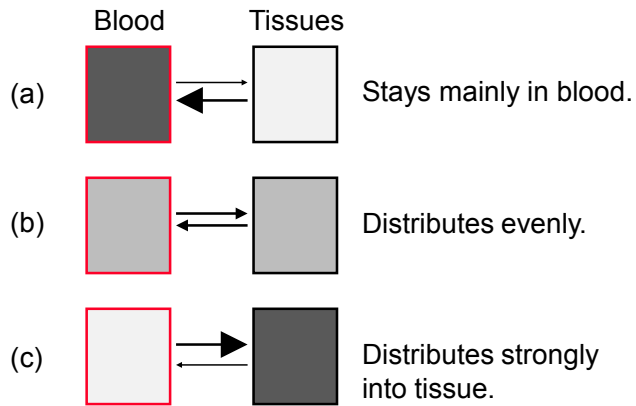 Blood Tissues
(a) Stays mainly in blood.
(b) Distributes evenly.
(c) Distributes strongly
into tissue.